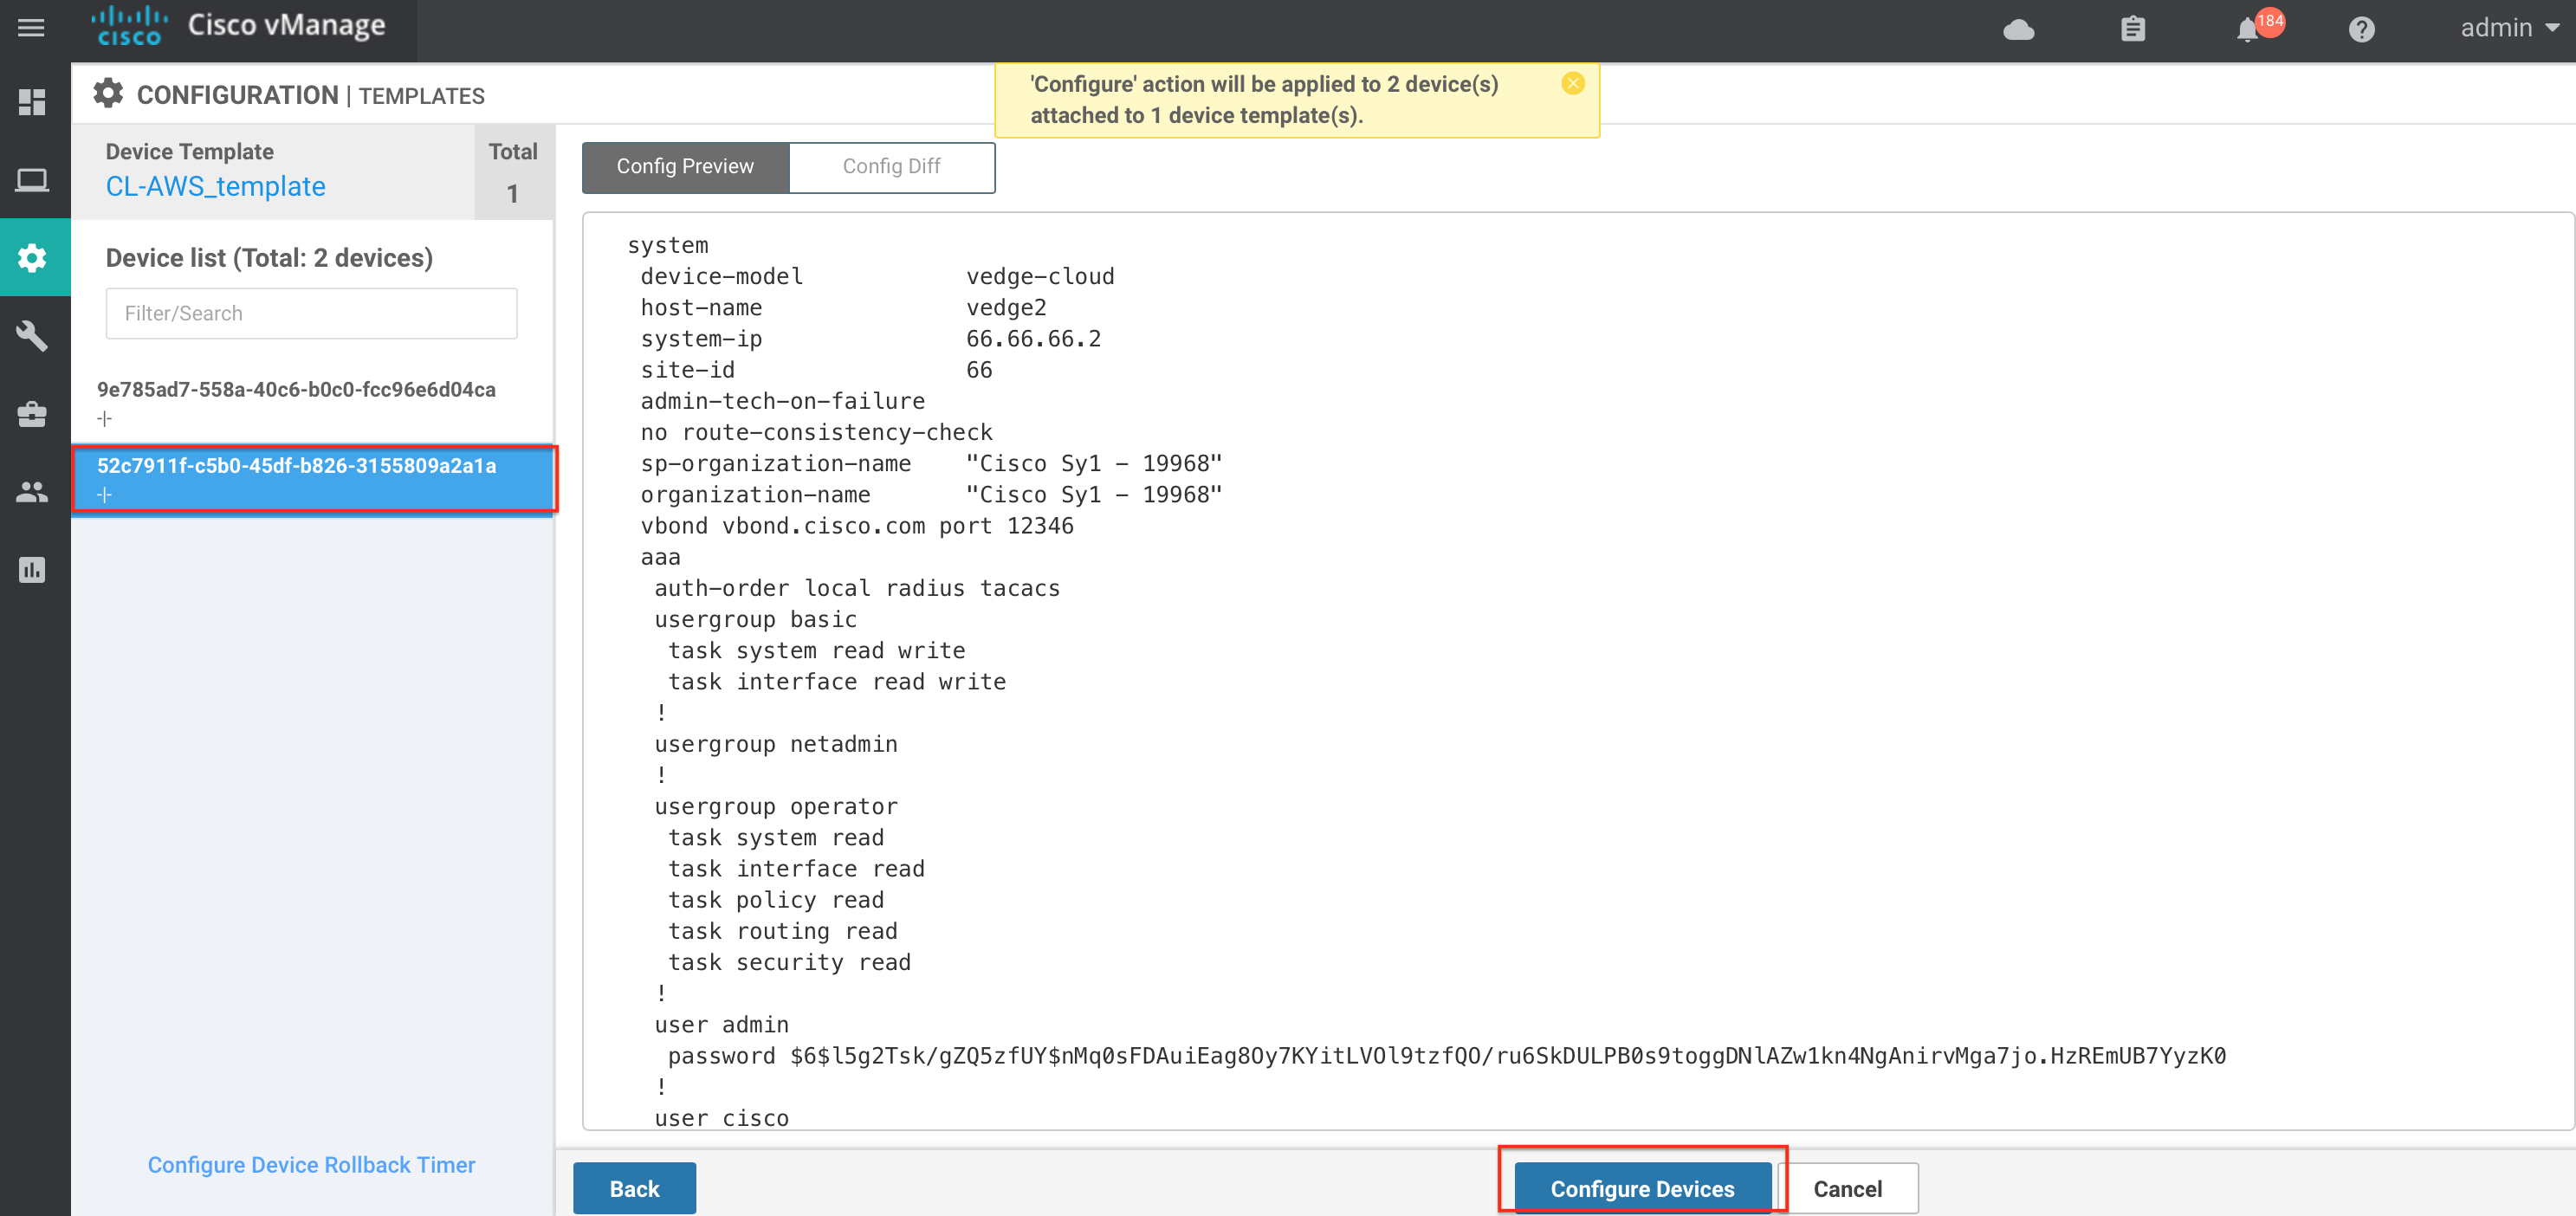 cisco Cisco vManage
184
admin
CONFIGURATION | TEMPLATES
'Configure' action will be applied to 2 device(s)
attached to 1 device template(s).
Device Template
CL-AWS_template
Total
1
Device list (Total: 2 devices)
Filter/Search
9e785ad7-558a-40c6-b0c0-fcc96e6d04ca
-|-
52c7911f-c5b0-45df-b826-3155809a2a1a
-|-
Configure Device Rollback Timer
Config Preview
Config Diff
system
device-model vedge-cloud
host-name vedge2
system-ip 66.66.66.2
site-id 66
admin-tech-on-failure
no route-consistency-check
sp-organization-name "Cisco Sy1 - 19968"
organization-name "Cisco Sy1 - 19968"
vbond vbond.cisco.com port 12346
aaa
auth-order local radius tacacs
usergroup basic
task system read write
task interface read write
!
usergroup netadmin
!
usergroup operator
task system read
task interface read
task policy read
task routing read
task security read
!
user admin
password $6$l5g2Tsk/gZQ5zfUY$nMq0sFDAuiEag8Oy7KYitLVOl9tzfQO/ru6SkDULPB0s9toggDNlAZw1kn4NgAnirvMga7jo.HzREmUB7YyzK0
!
user cisco
Back
Configure Devices
Cancel